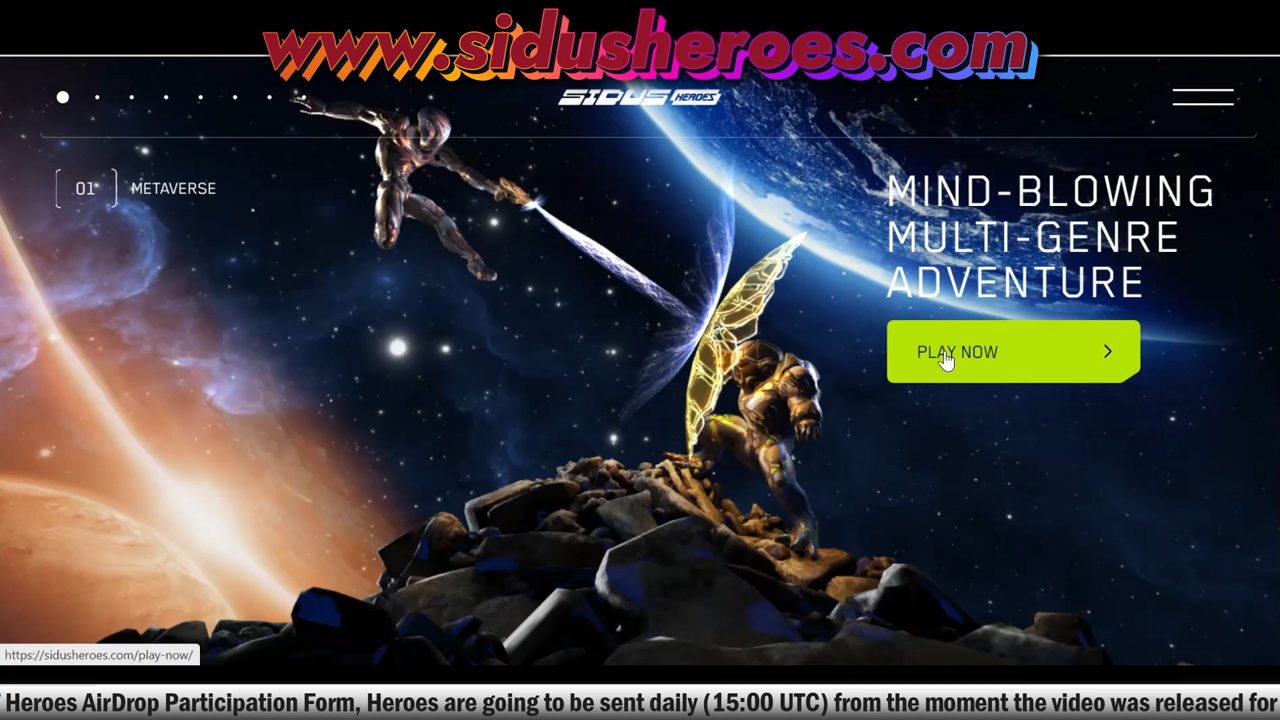 www.sidusheroes.com
SIDUS HEROES
01 METAVERSE
MIND-BLOWING
MULTI-GENRE
ADVENTURE
PLAY NOW
https://sidusheroes.com/play-now/
Heroes AirDrop Participation Form, Heroes are going to be sent daily (15:00 UTC) from the moment the video was released for